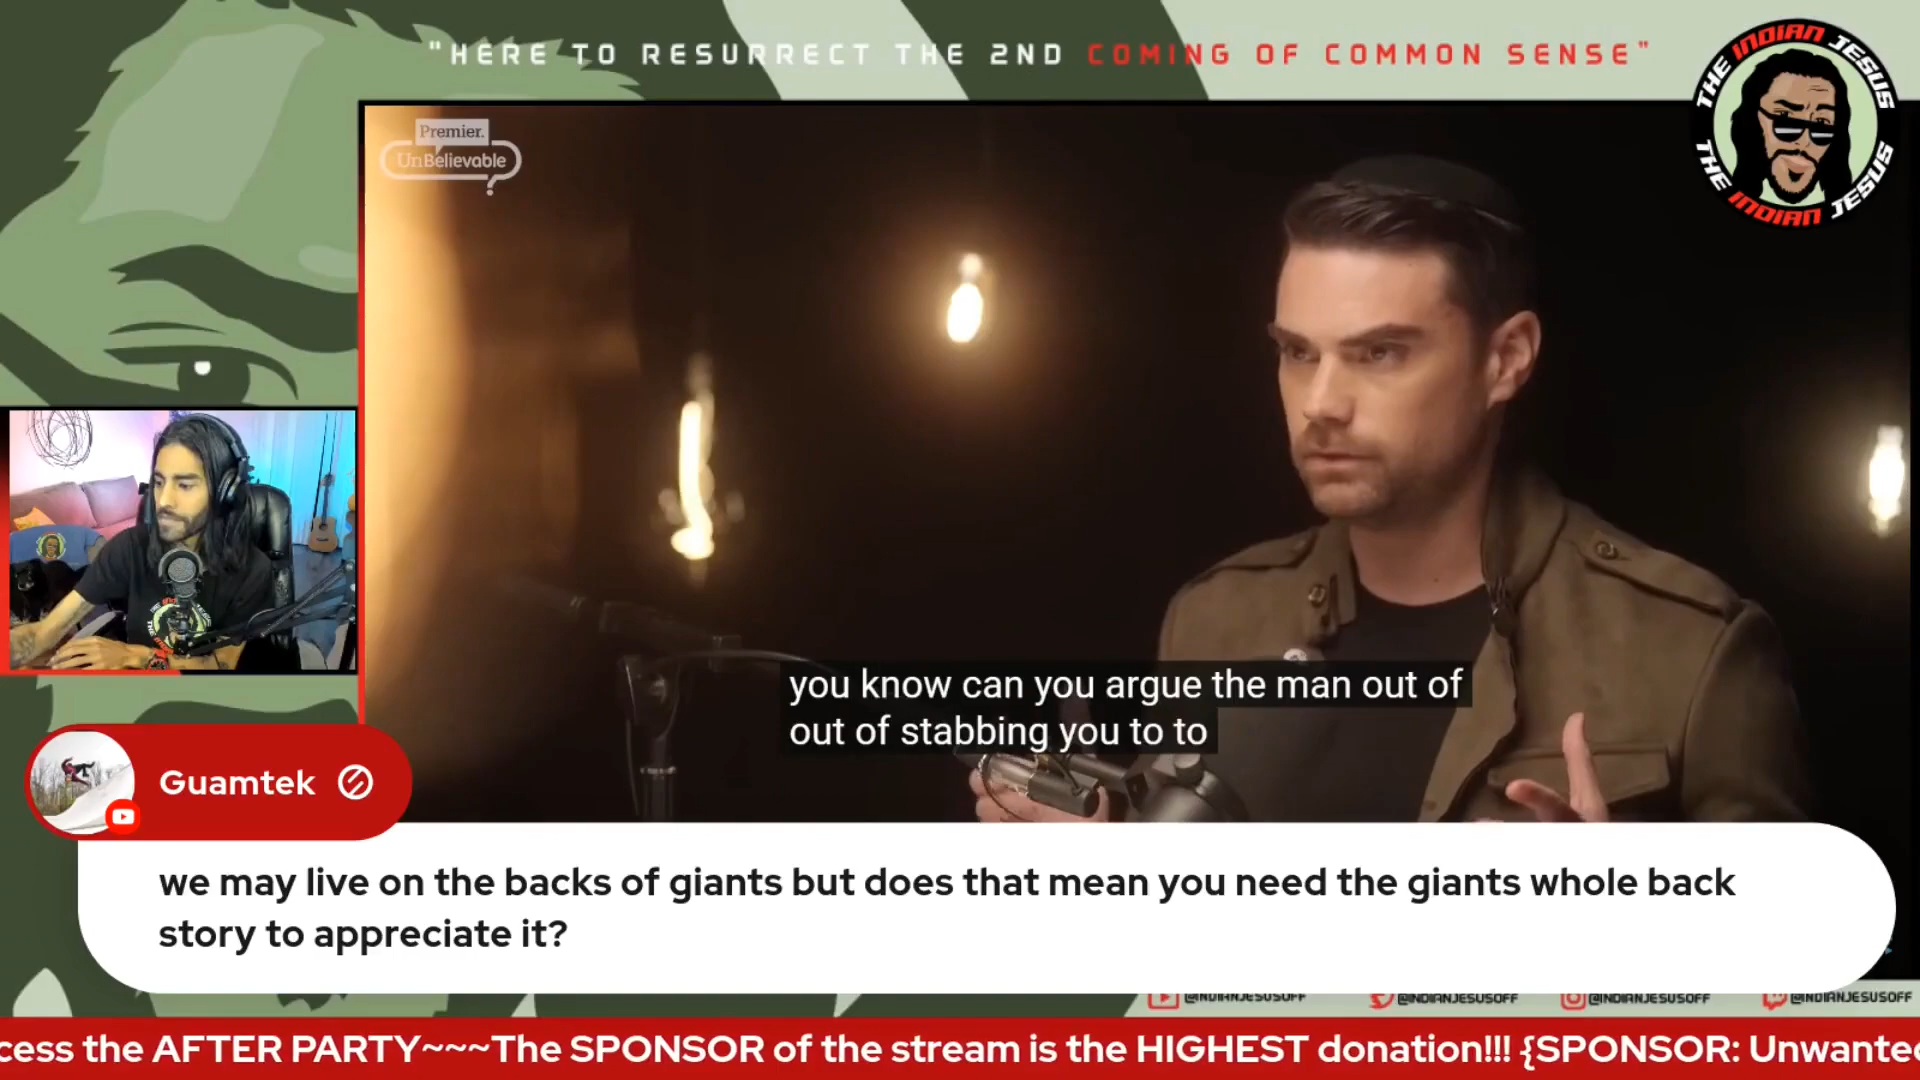 "HERE TO RESURRECT THE 2ND COMING OF COMMON SENSE"
THE INDIAN JESUS
THE INDIAN JESUS
Premier.
UnBelievable
?
you know can you argue the man out of
out of stabbing you to to
Guamtek
we may live on the backs of giants but does that mean you need the giants whole back
story to appreciate it?
@INDIANJESUSOFF @INDIANJESUSOFF @INDIANJESUSOFF @INDIANJESUSOFF
cess the AFTER PARTY~~~The SPONSOR of the stream is the HIGHEST donation!!! {SPONSOR: Unwanted